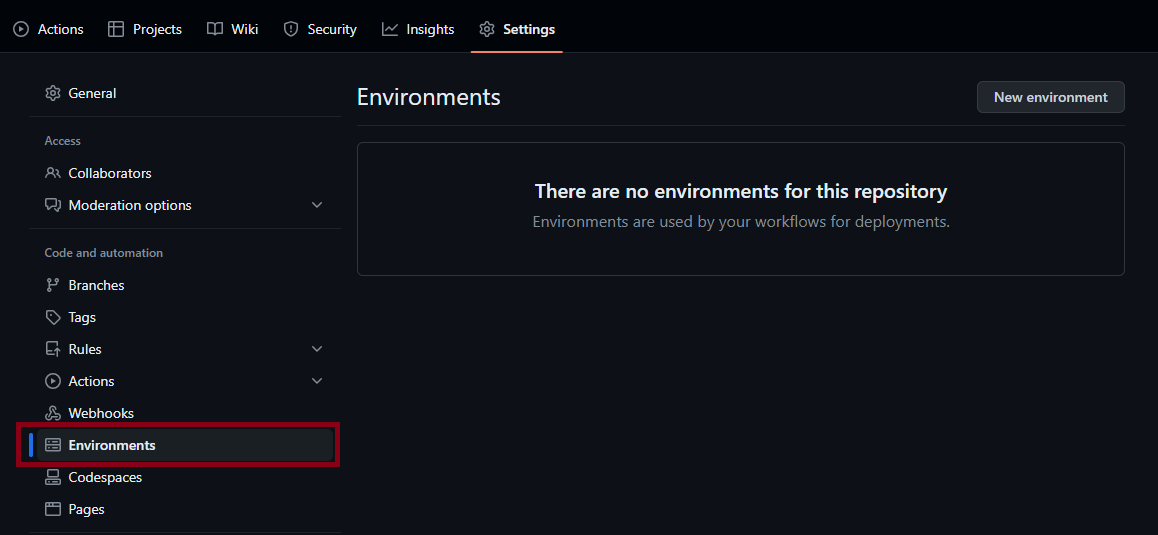 Actions Projects Wiki Security Insights Settings
General
Access
Collaborators
Moderation options
Code and automation
Branches
Tags
Rules
Actions
Webhooks
Environments
Codespaces
Pages
Environments
New environment
There are no environments for this repository
Environments are used by your workflows for deployments.